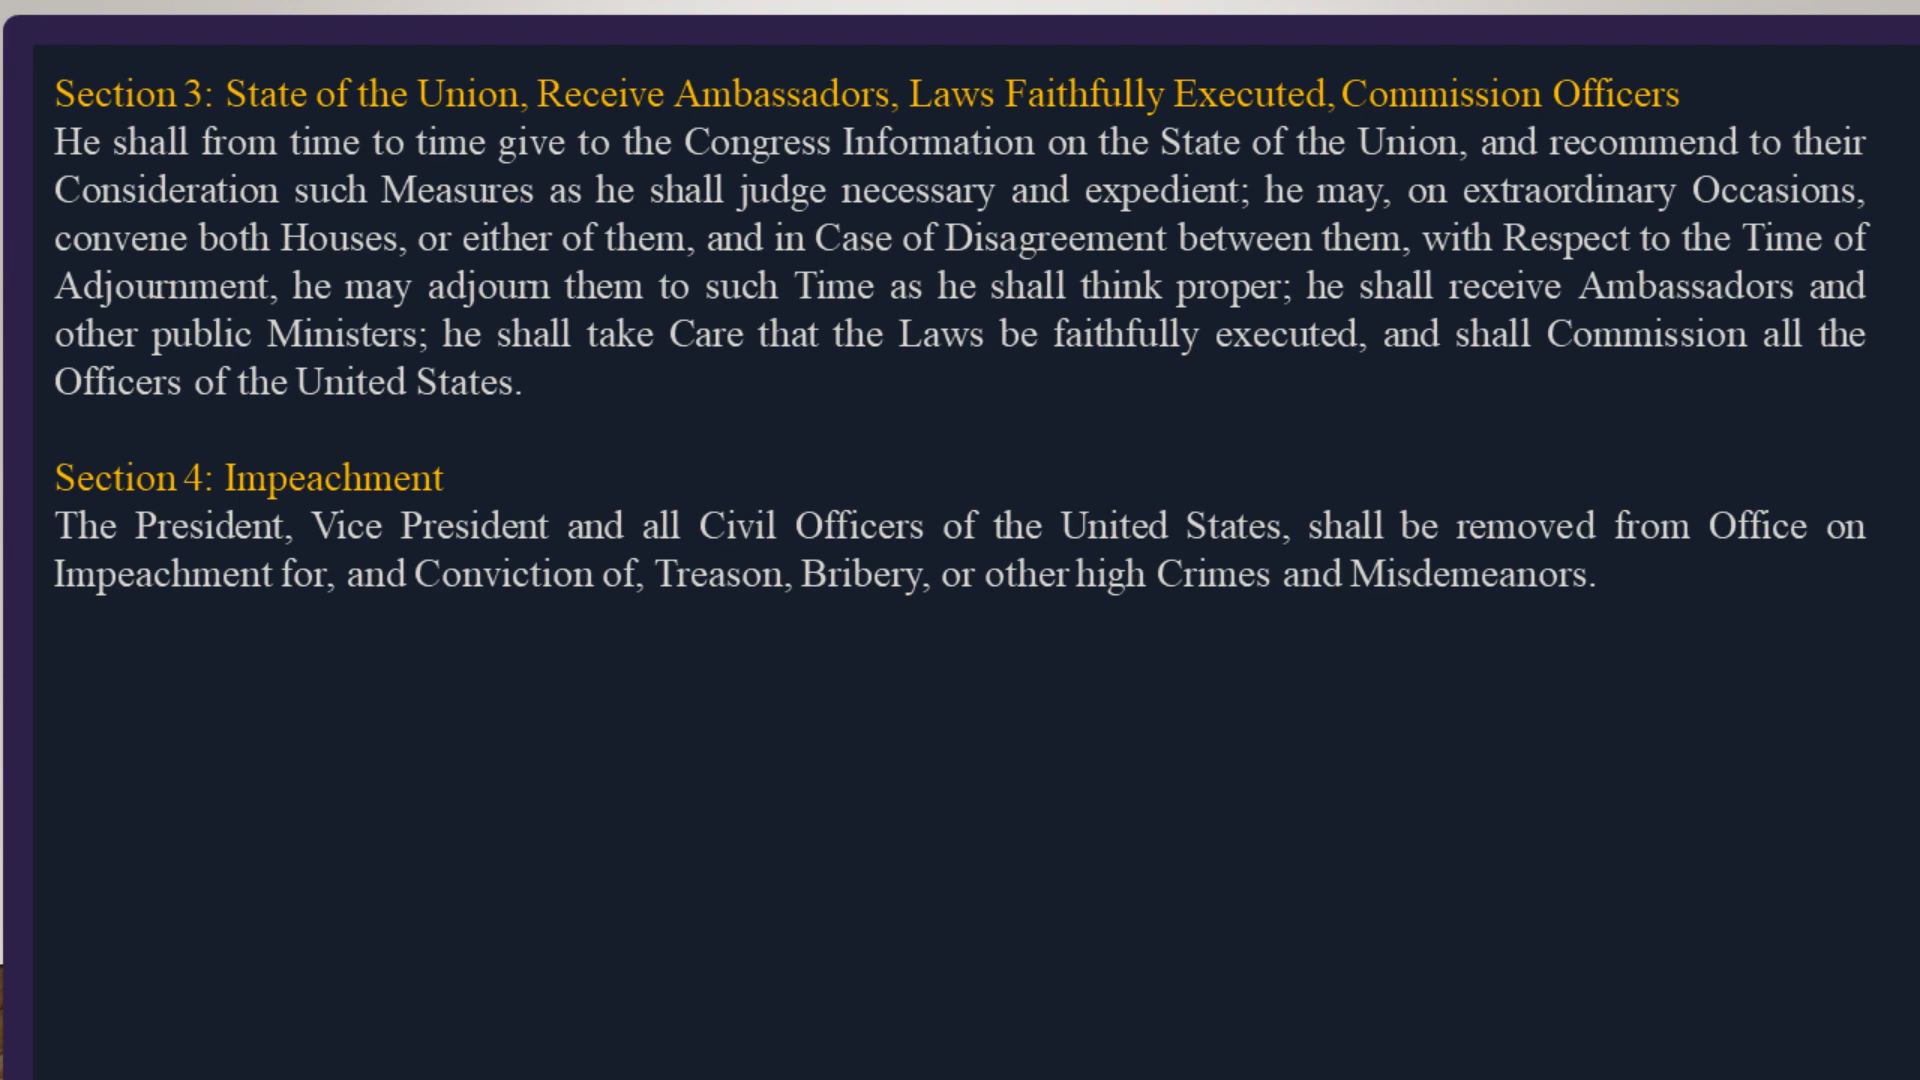 Section 3: State of the Union, Receive Ambassadors, Laws Faithfully Executed, Commission Officers
He shall from time to time give to the Congress Information on the State of the Union, and recommend to their
Consideration such Measures as he shall judge necessary and expedient; he may, on extraordinary Occasions,
convene both Houses, or either of them, and in Case of Disagreement between them, with Respect to the Time of
Adjournment, he may adjourn them to such Time as he shall think proper; he shall receive Ambassadors and
other public Ministers; he shall take Care that the Laws be faithfully executed, and shall Commission all the
Officers of the United States.
Section 4: Impeachment
The President, Vice President and all Civil Officers of the United States, shall be removed from Office on
Impeachment for, and Conviction of, Treason, Bribery, or other high Crimes and Misdemeanors.